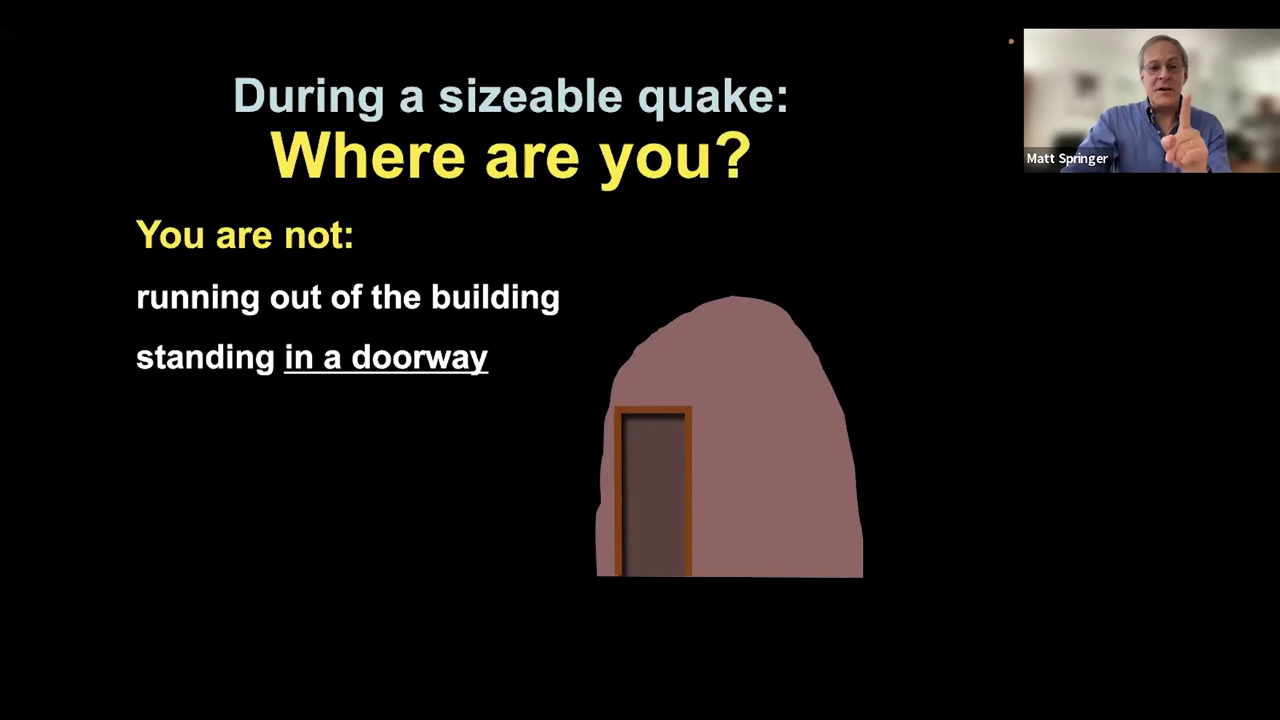 During a sizeable quake:
Where are you?
You are not:
running out of the building
standing in a doorway
Matt Springer